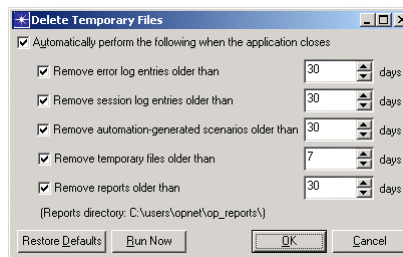 Delete Temporary Files
Automatically perform the following when the application closes
Remove error log entries older than 30 days
Remove session log entries older than 30 days
Remove automation-generated scenarios older than 30 days
Remove temporary files older than 7 days
Remove reports older than 30 days
(Reports directory: C:\users\opnet\op_reports\)
Restore Defaults Run Now OK Cancel